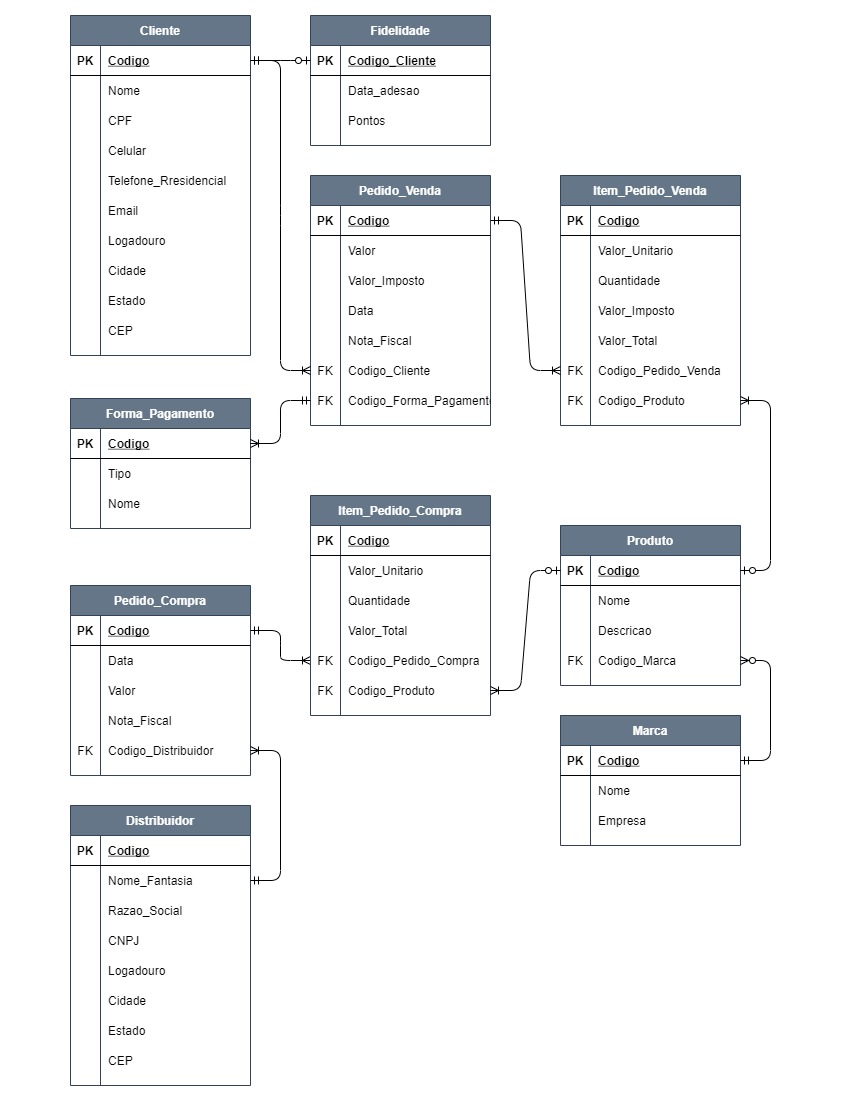 Cliente
PK Codigo
Nome
CPF
Celular
Telefone_Rresidencial
Email
Logadouro
Cidade
Estado
CEP
Fidelidade
PK Codigo_Cliente
Data_adesao
Pontos
Pedido_Venda
PK Codigo
Valor
Valor_Imposto
Data
Nota_Fiscal
FK Codigo_Cliente
FK Codigo_Forma_Pagament
Item_Pedido_Venda
PK Codigo
Valor_Unitario
Quantidade
Valor_Imposto
Valor_Total
FK Codigo_Pedido_Venda
FK Codigo_Produto
Forma_Pagamento
PK Codigo
Tipo
Nome
Item_Pedido_Compra
PK Codigo
Valor_Unitario
Quantidade
Valor_Total
FK Codigo_Pedido_Compra
FK Codigo_Produto
Produto
PK Codigo
Nome
Descricao
FK Codigo_Marca
Pedido_Compra
PK Codigo
Data
Valor
Nota_Fiscal
FK Codigo_Distribuidor
Marca
PK Codigo
Nome
Empresa
Distribuidor
PK Codigo
Nome_Fantasia
Razao_Social
CNPJ
Logadouro
Cidade
Estado
CEP